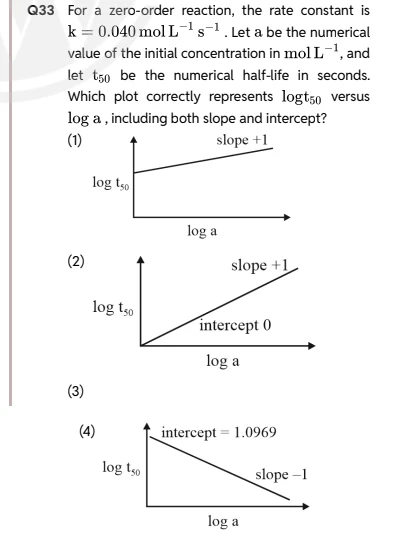 Q33 For a zero-order reaction, the rate constant is
k = 0.040 mol L⁻¹ s⁻¹. Let a be the numerical
value of the initial concentration in mol L⁻¹, and
let t₅₀ be the numerical half-life in seconds.
Which plot correctly represents logt₅₀ versus
log a , including both slope and intercept?
(1)
slope +1
log t₅₀
log a
(2)
slope +1
log t₅₀
intercept 0
log a
(3)
(4)
intercept = 1.0969
log t₅₀
slope –1
log a